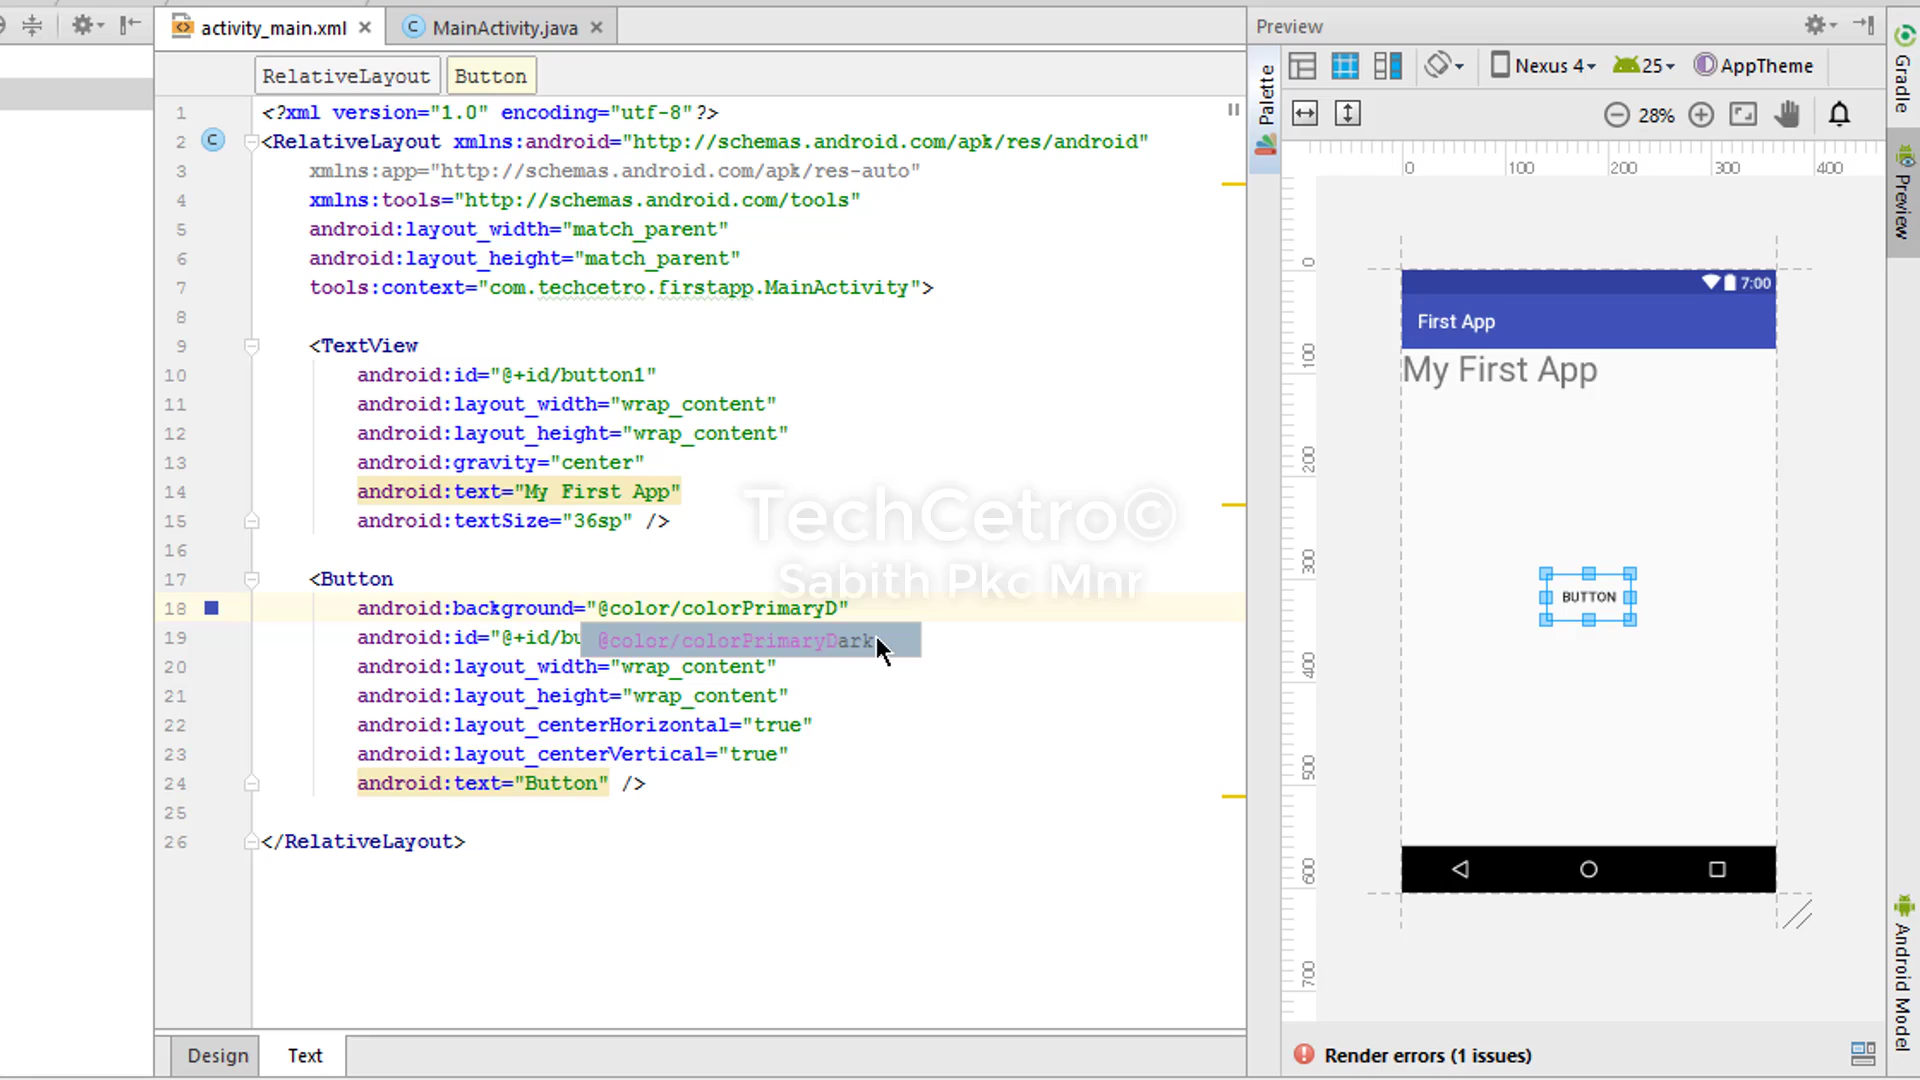 activity_main.xml
MainActivity.java
RelativeLayout
Button
1 <?xml version="1.0" encoding="utf-8"?>
2 <RelativeLayout xmlns:android="http://schemas.android.com/apk/res/android"
3 xmlns:app="http://schemas.android.com/apk/res-auto"
4 xmlns:tools="http://schemas.android.com/tools"
5 android:layout_width="match_parent"
6 android:layout_height="match_parent"
7 tools:context="com.techcetro.firstapp.MainActivity">
8
9 <TextView
10 android:id="@+id/button1"
11 android:layout_width="wrap_content"
12 android:layout_height="wrap_content"
13 android:gravity="center"
14 android:text="My First App"
15 android:textSize="36sp" />
16
17 <Button
18 android:background="@color/colorPrimaryD"
19 android:id="@+id/bu
@color/colorPrimaryDark
20 android:layout_width="wrap_content"
21 android:layout_height="wrap_content"
22 android:layout_centerHorizontal="true"
23 android:layout_centerVertical="true"
24 android:text="Button" />
25
26 </RelativeLayout>
TechCetro©
Sabith Pkc Mnr
Design
Text
Preview
Palette
Nexus 4
25
AppTheme
28%
0 100 200 300 400
0
100
200
300
400
500
600
700
7:00
First App
My First App
BUTTON
Render errors (1 issues)
Gradle
Preview
Android Model